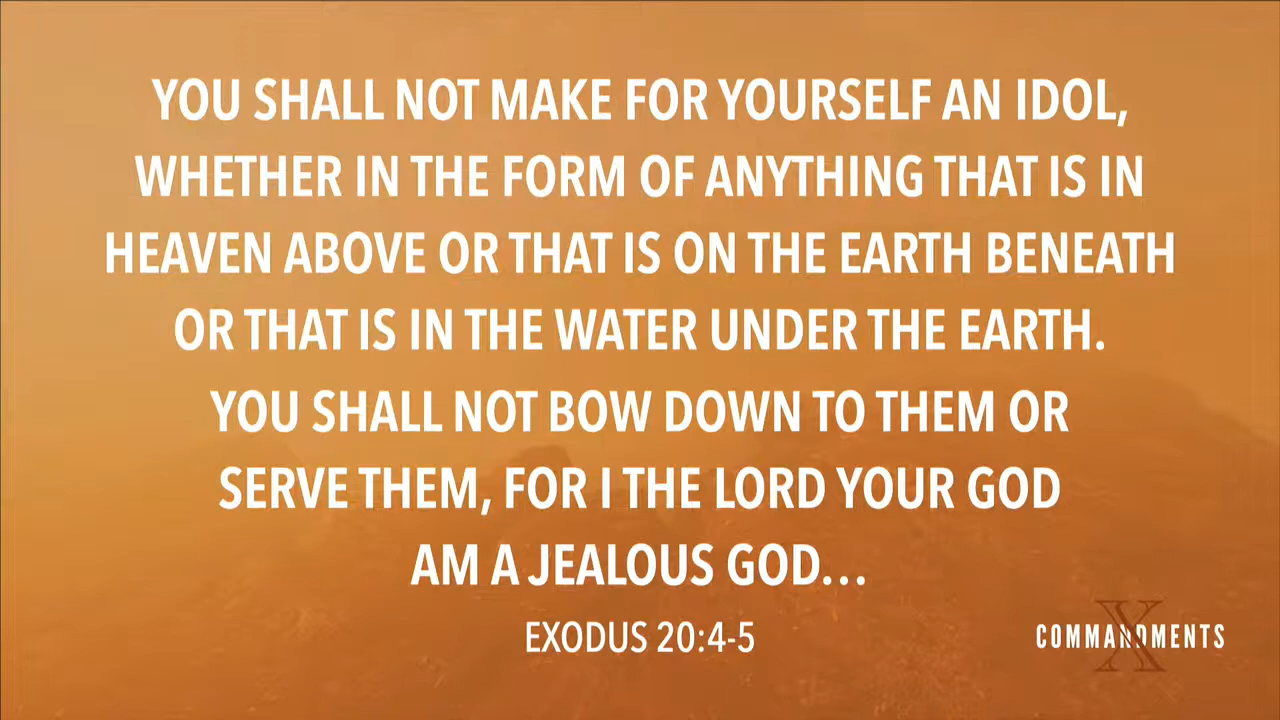 YOU SHALL NOT MAKE FOR YOURSELF AN IDOL,
WHETHER IN THE FORM OF ANYTHING THAT IS IN
HEAVEN ABOVE OR THAT IS ON THE EARTH BENEATH
OR THAT IS IN THE WATER UNDER THE EARTH.
YOU SHALL NOT BOW DOWN TO THEM OR
SERVE THEM, FOR I THE LORD YOUR GOD
AM A JEALOUS GOD...
EXODUS 20:4-5
X
COMMANDMENTS